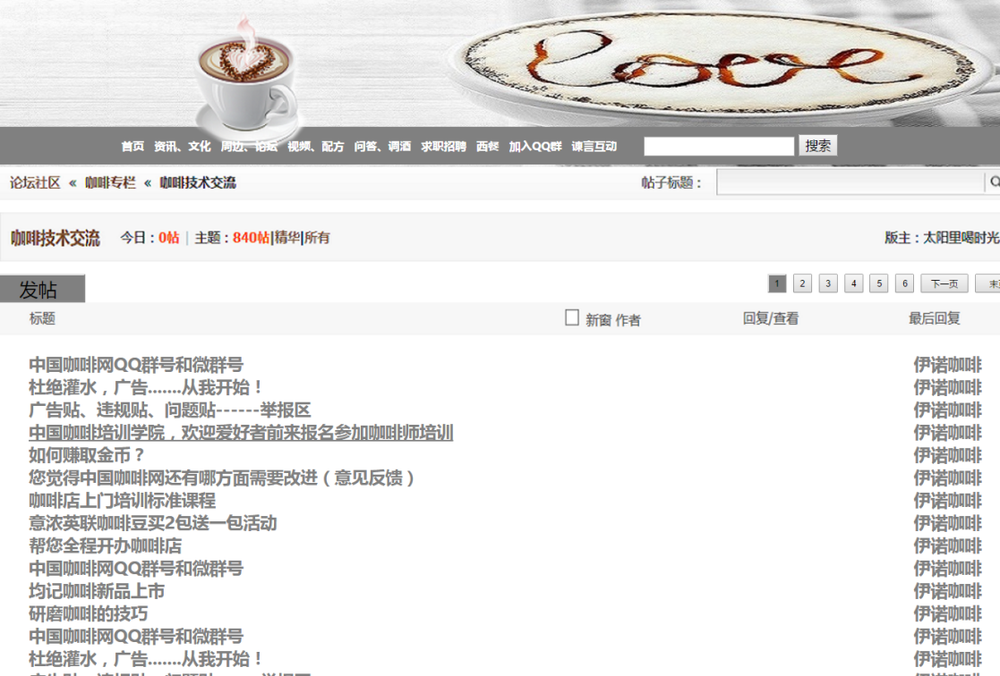 Love
首页 资讯、文化 周边、论坛 视频、配方 问答、调酒 求职招聘 西餐 加入QQ群 谏言互动 搜索
论坛社区 « 咖啡专栏 « 咖啡技术交流 帖子标题：
咖啡技术交流 今日：0帖 | 主题：840帖|精华|所有 版主：太阳里喝时光
发帖 1 2 3 4 5 6 下一页 末
标题 新窗 作者 回复/查看 最后回复
中国咖啡网QQ群号和微群号 伊诺咖啡
杜绝灌水，广告.......从我开始！ 伊诺咖啡
广告贴、违规贴、问题贴------举报区 伊诺咖啡
中国咖啡培训学院，欢迎爱好者前来报名参加咖啡师培训 伊诺咖啡
如何赚取金币？ 伊诺咖啡
您觉得中国咖啡网还有哪方面需要改进（意见反馈） 伊诺咖啡
咖啡店上门培训标准课程 伊诺咖啡
意浓英联咖啡豆买2包送一包活动 伊诺咖啡
帮您全程开办咖啡店 伊诺咖啡
中国咖啡网QQ群号和微群号 伊诺咖啡
均记咖啡新品上市 伊诺咖啡
研磨咖啡的技巧 伊诺咖啡
中国咖啡网QQ群号和微群号 伊诺咖啡
杜绝灌水，广告.......从我开始！ 伊诺咖啡